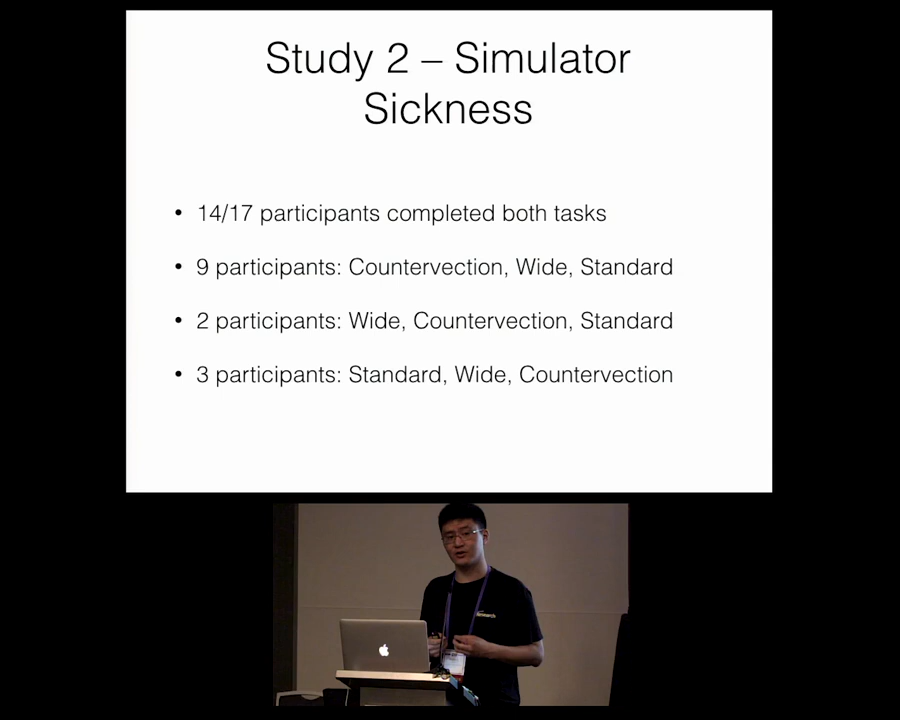 Study 2 – Simulator
Sickness
• 14/17 participants completed both tasks
• 9 participants: Countervection, Wide, Standard
• 2 participants: Wide, Countervection, Standard
• 3 participants: Standard, Wide, Countervection